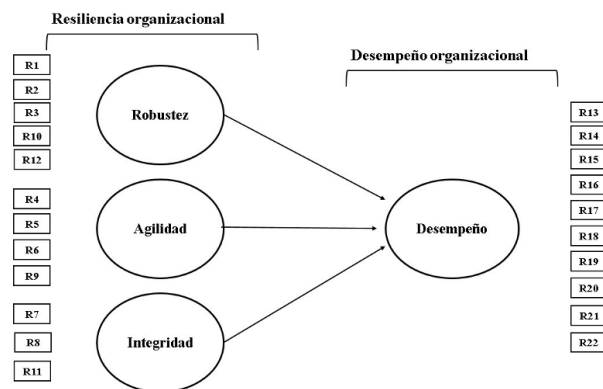 Resiliencia organizacional
Desempeño organizacional
R1
R2
R3
R10
R12
Robustez
R4
R5
R6
R9
Agilidad
R7
R8
R11
Integridad
Desempeño
R13
R14
R15
R16
R17
R18
R19
R20
R21
R22